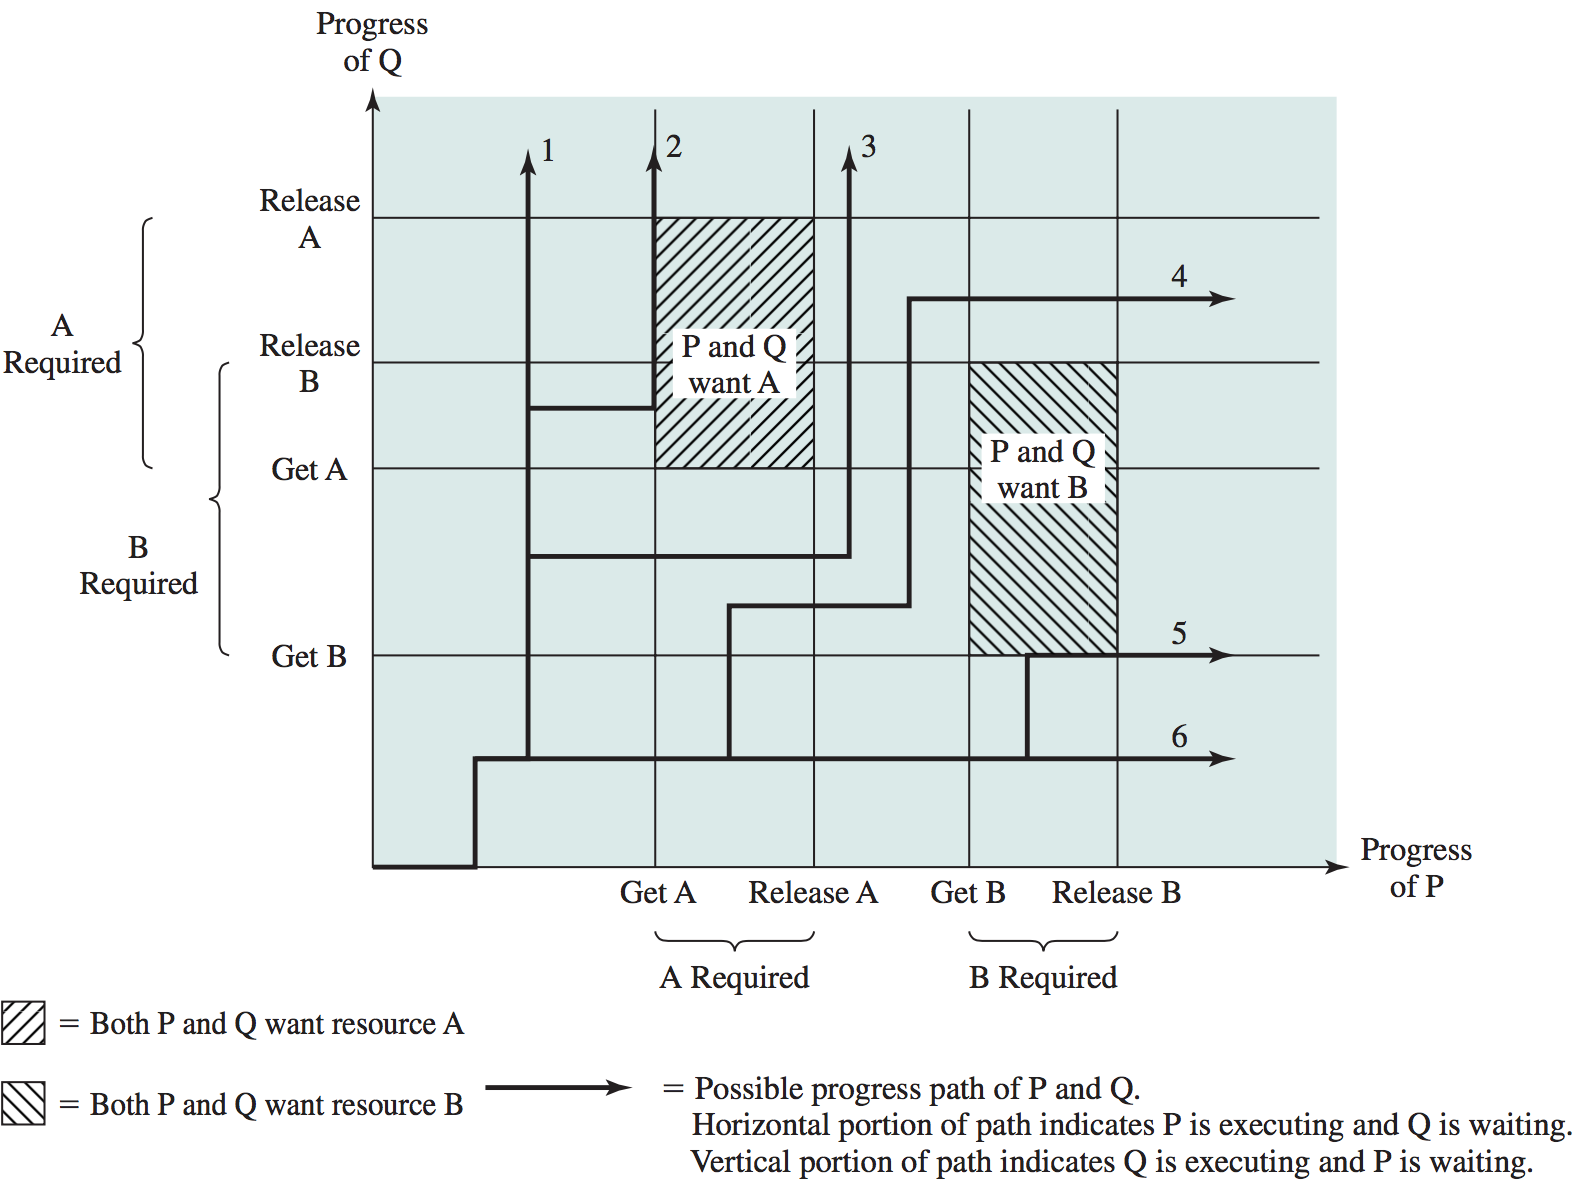 Progress
of Q
1
2
3
Release
A
4
A
Required
Release
B
P and Q
want A
Get A
P and Q
want B
B
Required
Get B
5
6
Progress
of P
Get A
Release A
Get B
Release B
A Required
B Required
= Both P and Q want resource A
= Both P and Q want resource B
= Possible progress path of P and Q.
Horizontal portion of path indicates P is executing and Q is waiting.
Vertical portion of path indicates Q is executing and P is waiting.